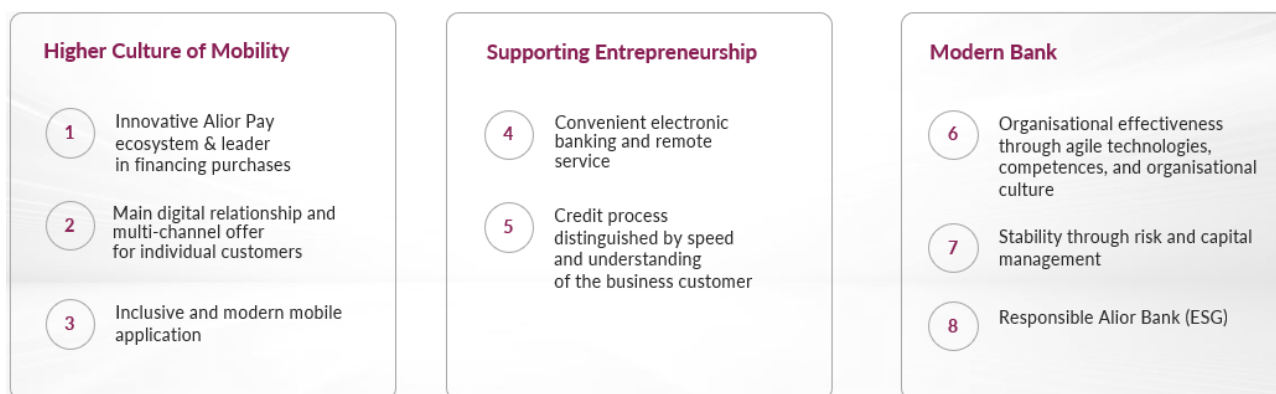 Higher Culture of Mobility
1
Innovative Alior Pay
ecosystem & leader
in financing purchases
2
Main digital relationship and
multi-channel offer
for individual customers
3
Inclusive and modern mobile
application
Supporting Entrepreneurship
4
Convenient electronic
banking and remote
service
5
Credit process
distinguished by speed
and understanding
of the business customer
Modern Bank
6
Organisational effectiveness
through agile technologies,
competences, and organisational
culture
7
Stability through risk and capital
management
8
Responsible Alior Bank (ESG)